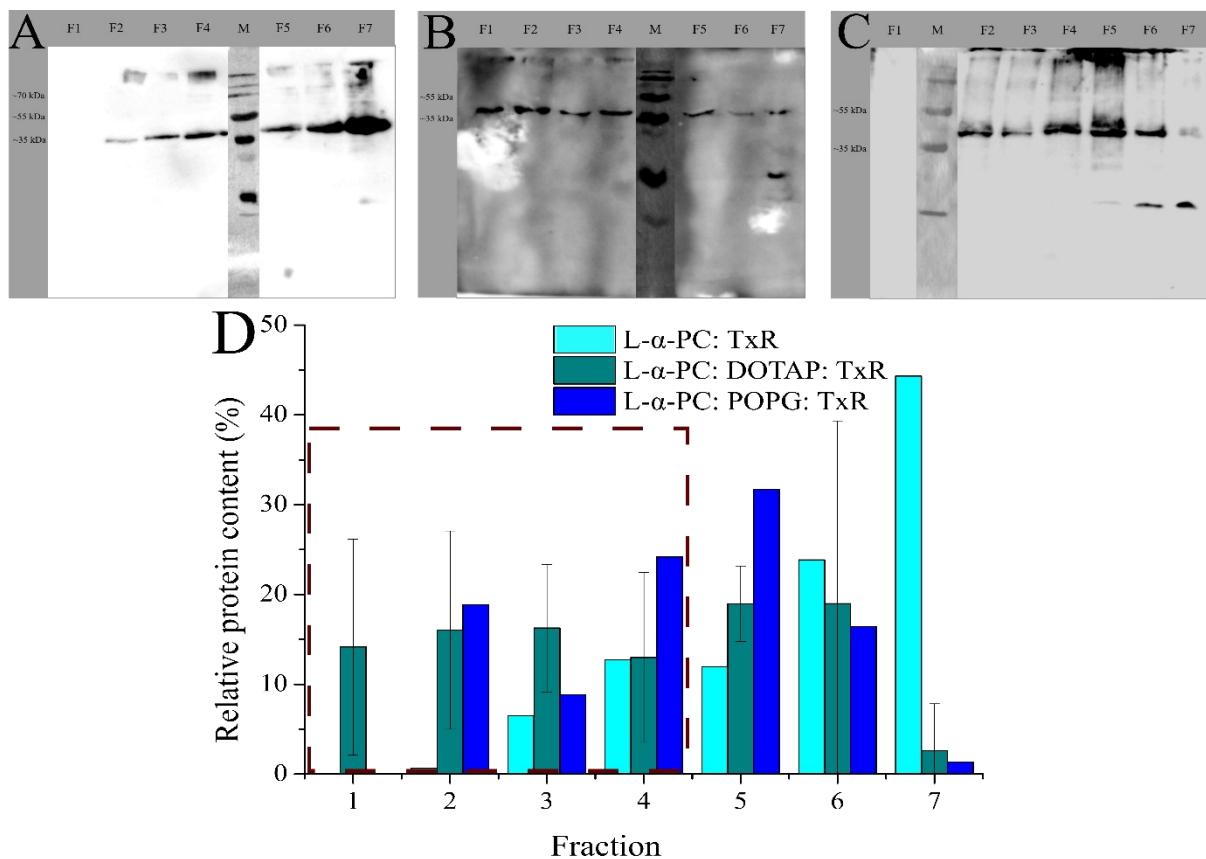 A F1 F2 F3 F4 M F5 F6 F7
~70 kDa
~55 kDa
~35 kDa
B F1 F2 F3 F4 M F5 F6 F7
~55 kDa
~35 kDa
C F1 M F2 F3 F4 F5 F6 F7
~55 kDa
~35 kDa
D
L-α-PC: TxR
L-α-PC: DOTAP: TxR
L-α-PC: POPG: TxR
Relative protein content (%)
50
40
30
20
10
0
1 2 3 4 5 6 7
Fraction